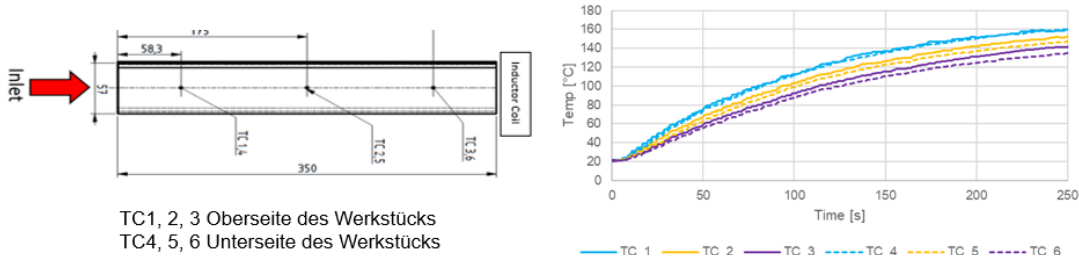 175
58,3
Inlet
57
Inductor Coil
TC 1,4
TC 2,5
TC 3,6
350
TC1, 2, 3 Oberseite des Werkstücks
TC4, 5, 6 Unterseite des Werkstücks
180
160
140
120
100
80
60
40
20
0
Temp [°C]
0 50 100 150 200 250
Time [s]
TC_1 TC_2 TC_3 TC_4 TC_5 TC_6